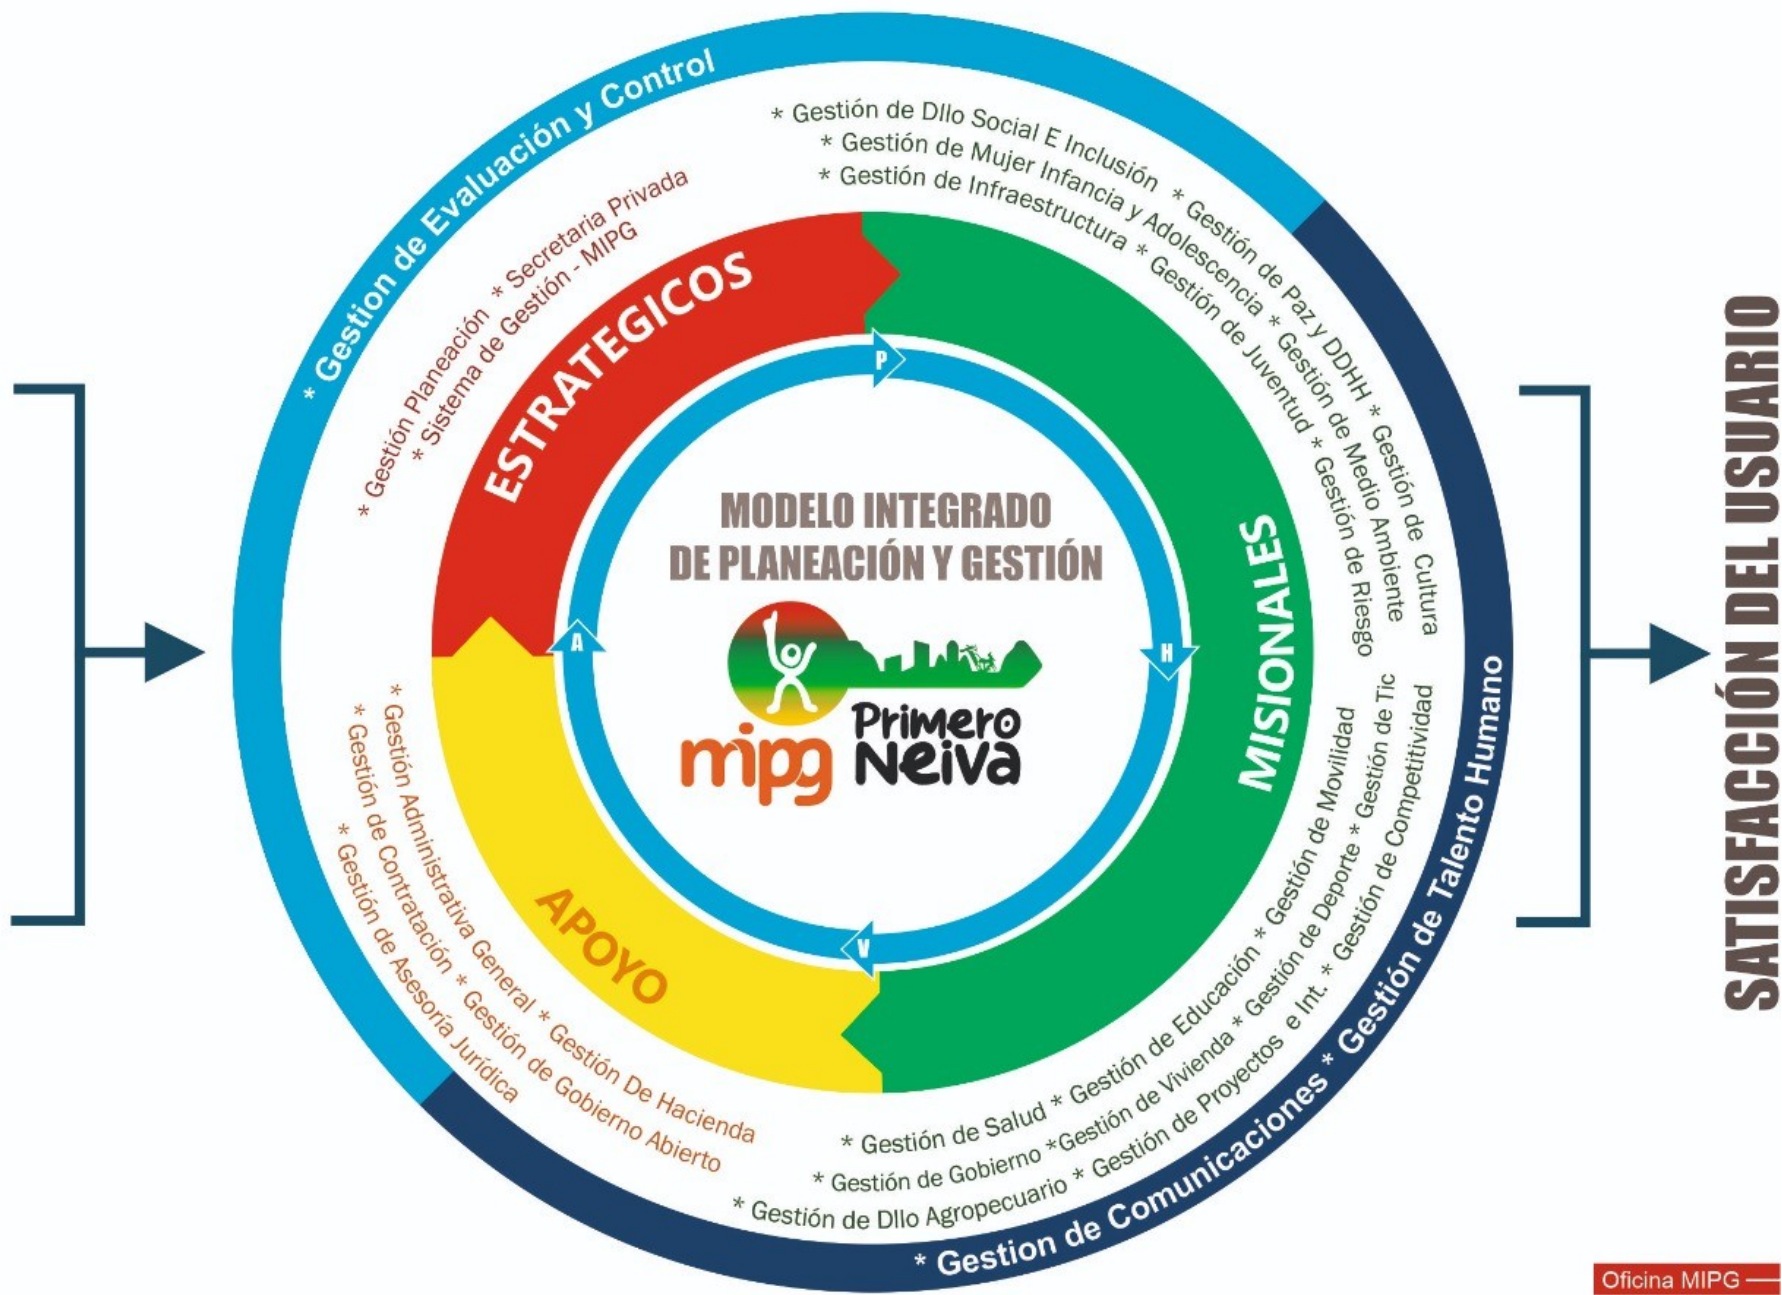 * Gestion de Evaluación y Control
* Gestión Planeación * Secretaria Privada
* Sistema de Gestión - MIPG
* Gestión de Dllo Social E Inclusión * Gestión de Paz y DDHH * Gestión de Cultura
* Gestión de Mujer Infancia y Adolescencia * Gestión de Medio Ambiente
* Gestión de Infraestructura * Gestión de Juventud * Gestión de Riesgo
ESTRATEGICOS
MISIONALES
APOYO
P
H
V
A
MODELO INTEGRADO
DE PLANEACIÓN Y GESTIÓN
mipg
Primero
Neiva
* Gestión Administrativa General * Gestión De Hacienda
* Gestión de Contratación * Gestión de Gobierno Abierto
* Gestión de Asesoría Jurídica
* Gestión de Salud * Gestión de Educación * Gestión de Movilidad
* Gestión de Gobierno *Gestión de Vivienda * Gestión de Deporte * Gestión de Tic
* Gestión de Dllo Agropecuario * Gestión de Proyectos e Int. * Gestión de Competitividad
* Gestion de Comunicaciones * Gestión de Talento Humano
SATISFACCIÓN DEL USUARIO
Oficina MIPG